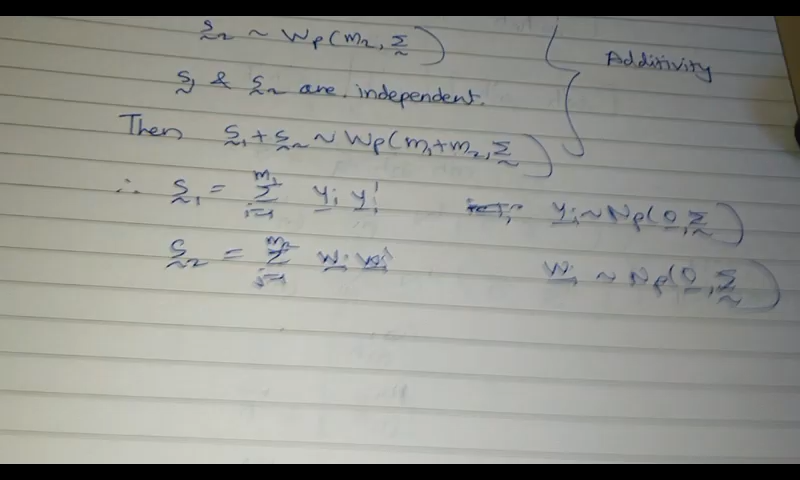 S₂ ~ Wp(m₂, Σ)
Additivity
S₁ & S₂ are independent.
Then S₁ + S₂ ~ Wp(m₁+m₂, Σ)
∴ S₁ = Σ_{i=1}^{m₁} yᵢ yᵢ' yᵢ ~ Np(0, Σ)
S₂ = Σ_{i=1}^{m₂} wᵢ wᵢ' wᵢ ~ Np(0, Σ)